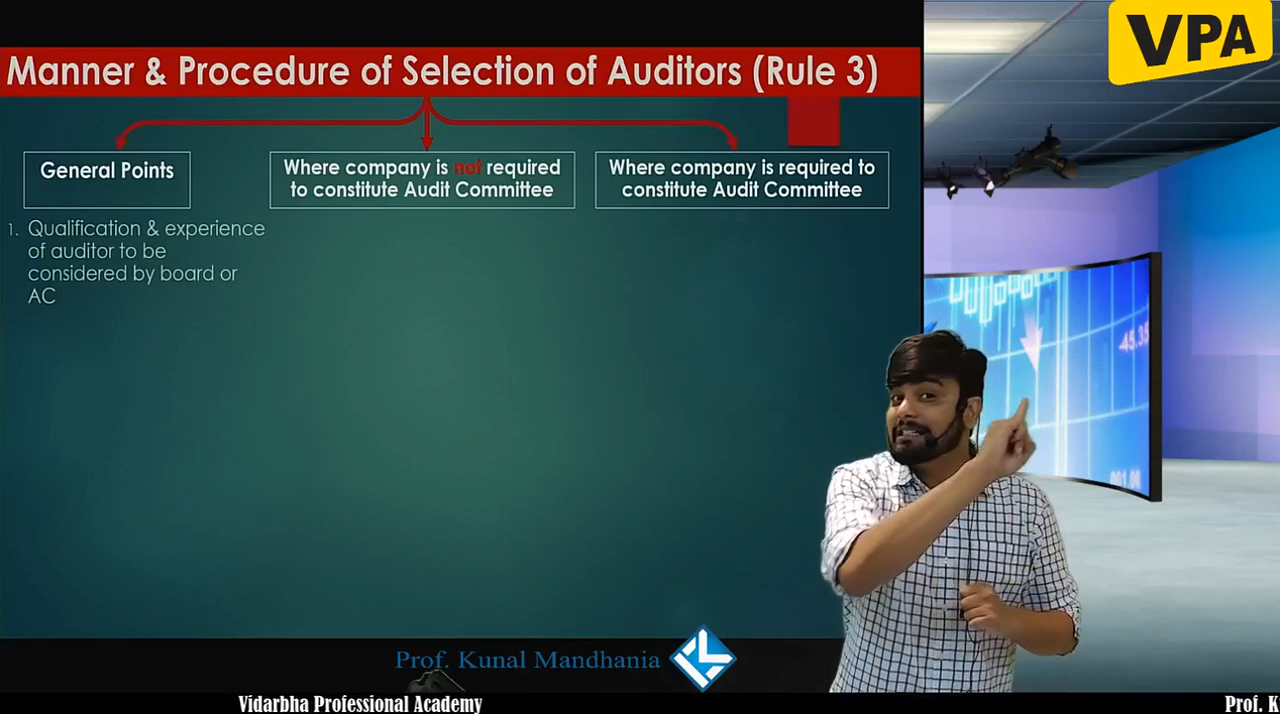 VPA
Manner & Procedure of Selection of Auditors (Rule 3)
General Points
Where company is not required
to constitute Audit Committee
Where company is required to
constitute Audit Committee
1. Qualification & experience
of auditor to be
considered by board or
AC
-45.35
Prof. Kunal Mandhania
Vidarbha Professional Academy
Prof. K